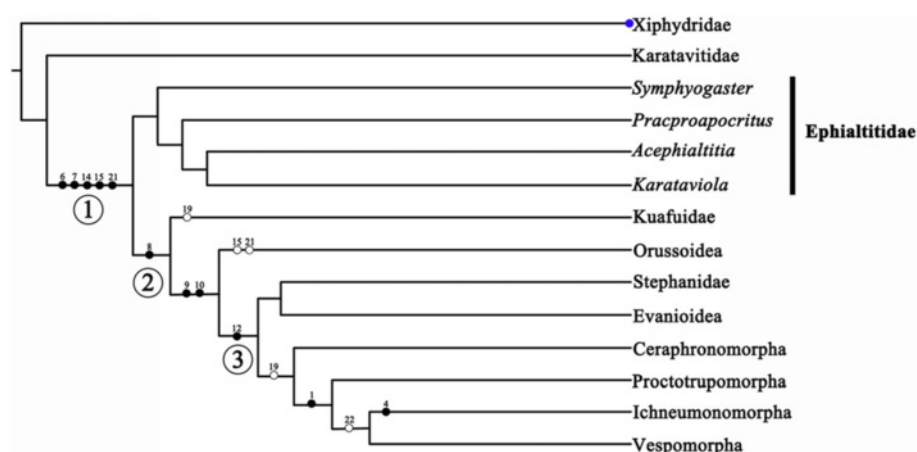 Xiphydridae
Karatavitidae
Symphyogaster
Pracproapocritus
Acephialtitia
Karataviola
Ephialtitidae
6 7 14 15 21
1
19
Kuafuidae
8
2
15 21
Orussoidea
9 10
Stephanidae
12
3
Evanioidea
Ceraphronomorpha
19
Proctotrupomorpha
1
4
Ichneumonomorpha
22
Vespomorpha